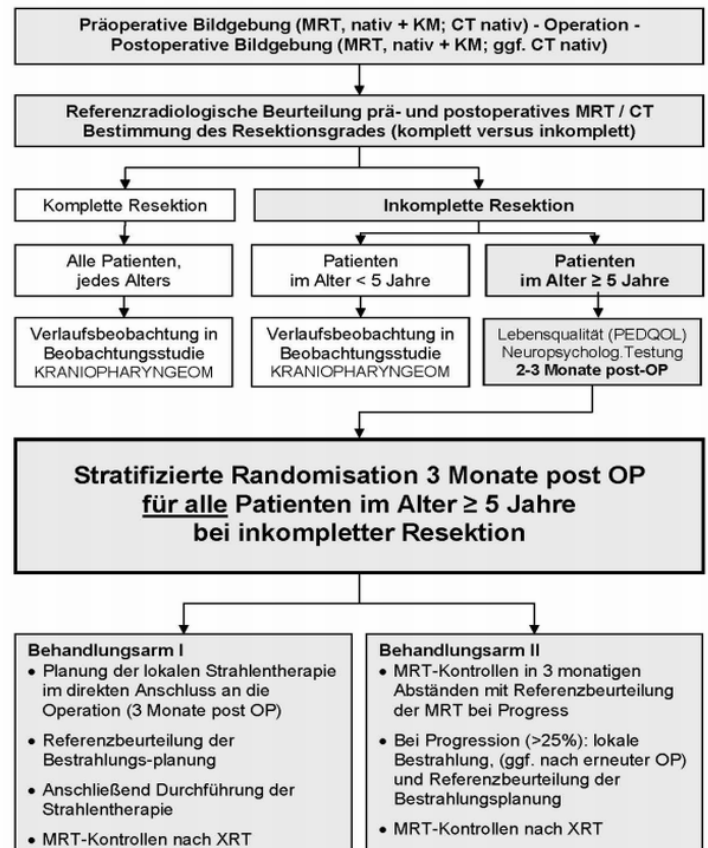 Präoperative Bildgebung (MRT, nativ + KM; CT nativ) - Operation -
Postoperative Bildgebung (MRT, nativ + KM; ggf. CT nativ)
Referenzradiologische Beurteilung prä- und postoperatives MRT / CT
Bestimmung des Resektionsgrades (komplett versus inkomplett)
Komplette Resektion
Inkomplette Resektion
Alle Patienten,
jedes Alters
Patienten
im Alter < 5 Jahre
Patienten
im Alter ≥ 5 Jahre
Verlaufsbeobachtung in
Beobachtungsstudie
KRANIOPHARYNGEOM
Verlaufsbeobachtung in
Beobachtungsstudie
KRANIOPHARYNGEOM
Lebensqualität (PEDQOL)
Neuropsycholog.Testung
2-3 Monate post-OP
Stratifizierte Randomisation 3 Monate post OP
für alle Patienten im Alter ≥ 5 Jahre
bei inkompletter Resektion
Behandlungsarm I
• Planung der lokalen Strahlentherapie
im direkten Anschluss an die
Operation (3 Monate post OP)
• Referenzbeurteilung der
Bestrahlungs-planung
• Anschließend Durchführung der
Strahlentherapie
• MRT-Kontrollen nach XRT
Behandlungsarm II
• MRT-Kontrollen in 3 monatigen
Abständen mit Referenzbeurteilung
der MRT bei Progress
• Bei Progression (>25%): lokale
Bestrahlung, (ggf. nach erneuter OP)
und Referenzbeurteilung der
Bestrahlungsplanung
• MRT-Kontrollen nach XRT